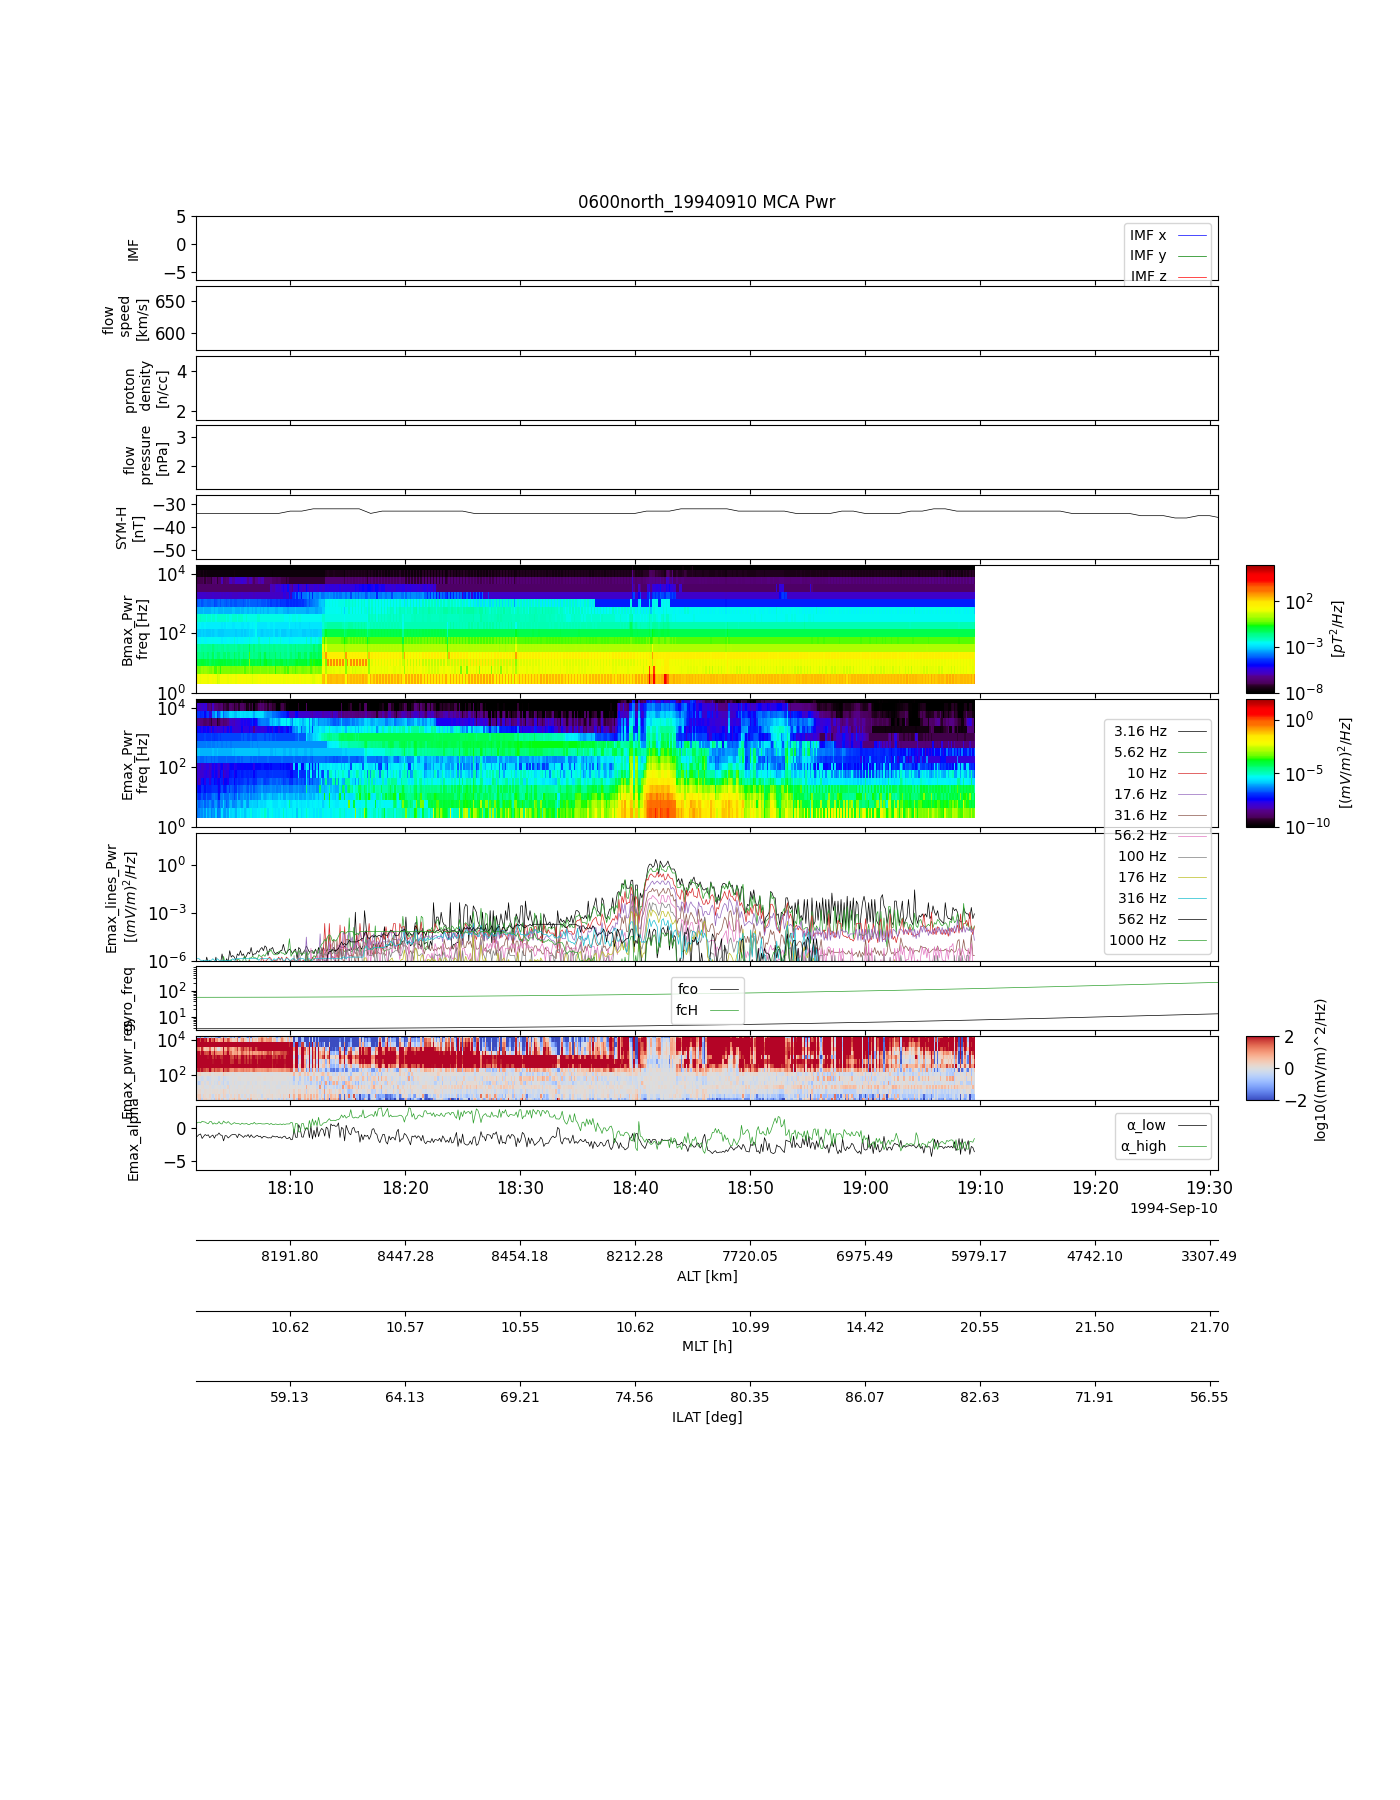 0600north_19940910 MCA Pwr
5
0
−5
IMF
IMF x
IMF y
IMF z
650
600
flow
speed
[km/s]
4
2
proton
density
[n/cc]
3
2
flow
pressure
[nPa]
−30
−40
−50
SYM-H
[nT]
10^4
10^2
10^0
Bmax_Pwr
freq [Hz]
10^2
10^−3
10^−8
[pT^2/Hz]
10^4
10^2
10^0
Emax_Pwr
freq [Hz]
10^0
10^−5
10^−10
[(mV/m)^2/Hz]
3.16 Hz
5.62 Hz
10 Hz
17.6 Hz
31.6 Hz
56.2 Hz
100 Hz
176 Hz
316 Hz
562 Hz
1000 Hz
10^0
10^−3
10^−6
Emax_lines_Pwr
[(mV/m)^2/Hz]
10^2
10^1
gyro_freq
fco
fcH
10^4
10^2
Emax_pwr_reg
2
0
−2
log10((mV/m)^2/Hz)
0
−5
Emax_alpha
α_low
α_high
18:10 18:20 18:30 18:40 18:50 19:00 19:10 19:20 19:30
1994-Sep-10
8191.80 8447.28 8454.18 8212.28 7720.05 6975.49 5979.17 4742.10 3307.49
ALT [km]
10.62 10.57 10.55 10.62 10.99 14.42 20.55 21.50 21.70
MLT [h]
59.13 64.13 69.21 74.56 80.35 86.07 82.63 71.91 56.55
ILAT [deg]